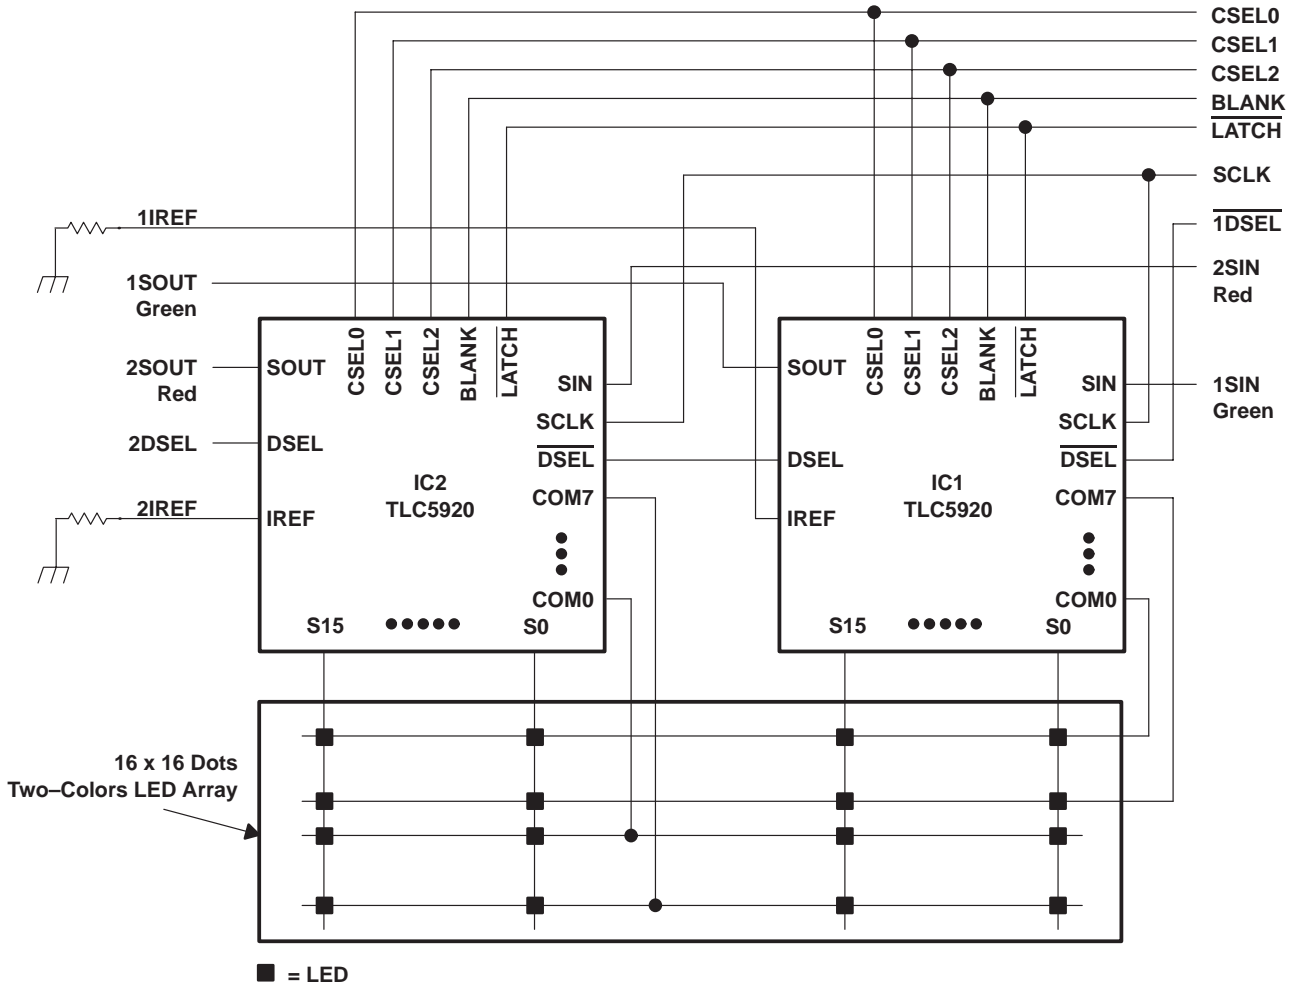 CSEL0
CSEL1
CSEL2
BLANK
LATCH
SCLK
1DSEL
2SIN
Red
1SIN
Green
1IREF
1SOUT
Green
2SOUT
Red
2DSEL
2IREF
SOUT
CSEL0
CSEL1
CSEL2
BLANK
LATCH
SIN
SCLK
DSEL
DSEL
IC2
TLC5920
COM7
IREF
COM0
S15
S0
SOUT
CSEL0
CSEL1
CSEL2
BLANK
LATCH
SIN
SCLK
DSEL
DSEL
IC1
TLC5920
COM7
IREF
COM0
S15
S0
16 x 16 Dots
Two–Colors LED Array
= LED